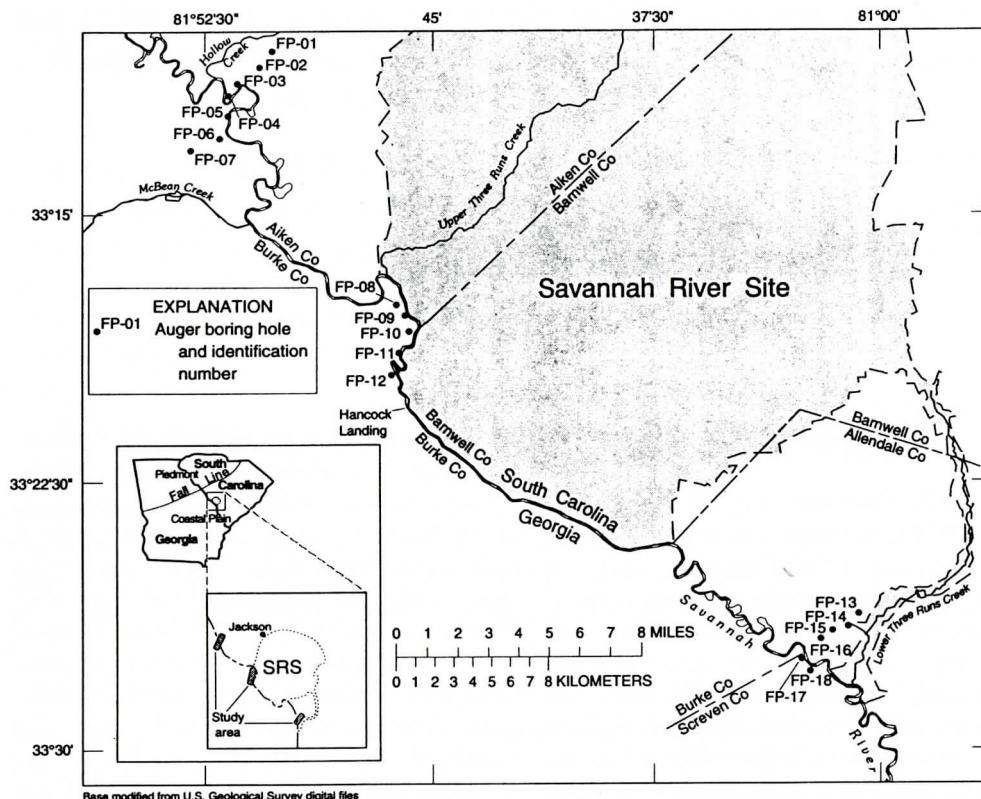 81°52'30"
45'
37'30"
81°00'
Hollow Creek
FP-01
FP-02
FP-03
FP-05
FP-04
FP-06
FP-07
McBean Creek
33°15'
Aiken Co
Burke Co
Upper Three Runs Creek
Aiken Co
Barnwell Co
Savannah River Site
FP-08
FP-09
FP-10
FP-11
FP-12
EXPLANATION
FP-01
Auger boring hole
and identification
number
Hancock
Landing
Barnwell Co
Burke Co
South Carolina
Georgia
Barnwell Co
Allendale Co
33°22'30"
South
Carolina
Piedmont
Fall Line
Coastal Plain
Georgia
Jackson
SRS
Study
area
0 1 2 3 4 5 6 7 8 MILES
0 1 2 3 4 5 6 7 8 KILOMETERS
Savannah
River
FP-13
FP-14
FP-15
FP-16
FP-18
FP-17
Lower Three Runs Creek
Burke Co
Screven Co
33°30'
Base modified from U.S. Geological Survey digital files